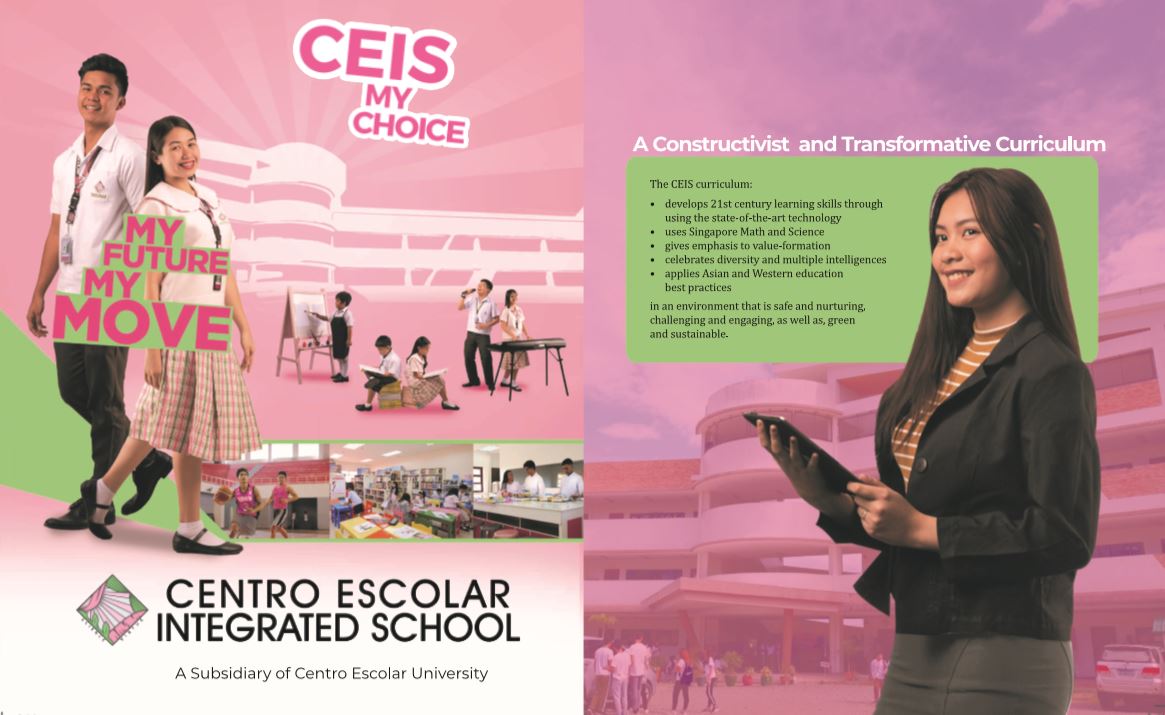 CEIS
MY
CHOICE
MY
FUTURE
MY
MOVE
CENTRO ESCOLAR
INTEGRATED SCHOOL
A Subsidiary of Centro Escolar University
A Constructivist and Transformative Curriculum
The CEIS curriculum:
• develops 21st century learning skills through
using the state-of-the-art technology
• uses Singapore Math and Science
• gives emphasis to value-formation
• celebrates diversity and multiple intelligences
• applies Asian and Western education
best practices
in an environment that is safe and nurturing,
challenging and engaging, as well as, green
and sustainable.